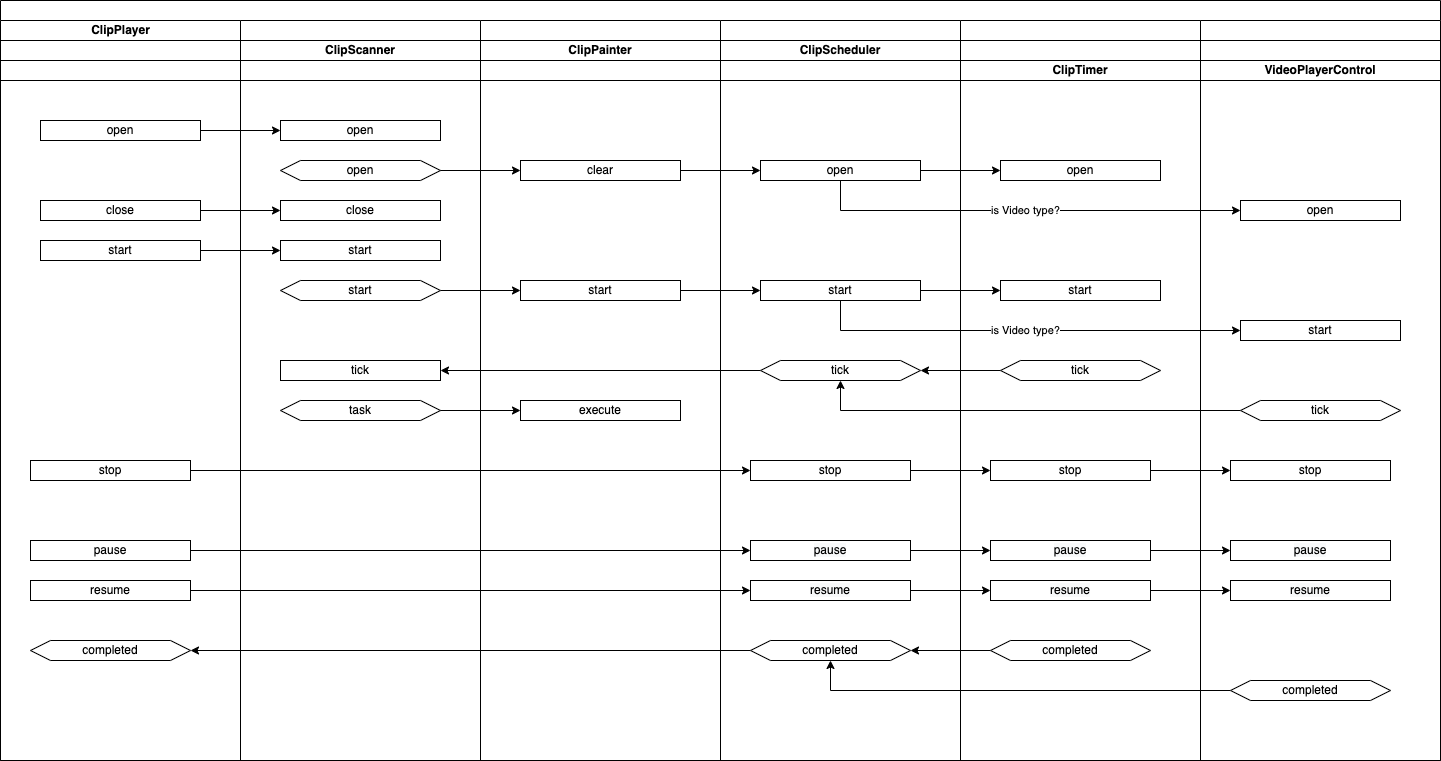 ClipPlayer
ClipScanner ClipPainter ClipScheduler
ClipTimer VideoPlayerControl
open open
open clear open open
close close is Video type? open
start start
start start start start
is Video type? start
tick tick tick
task execute tick
stop stop stop stop
pause pause pause pause
resume resume resume resume
completed completed completed
completed